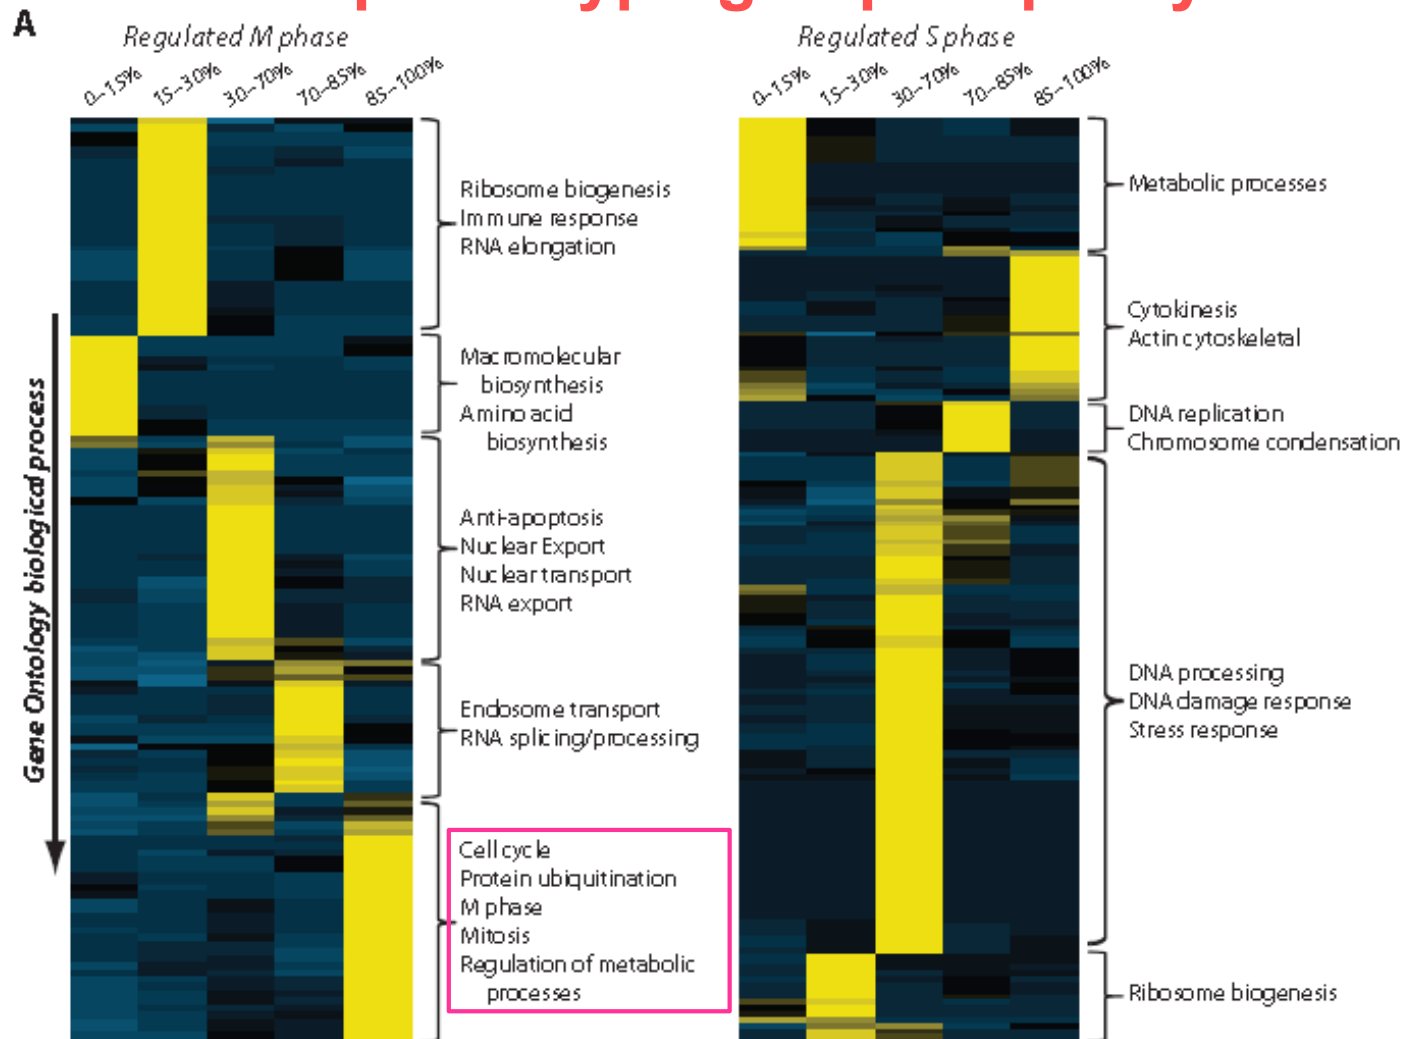 A
Regulated M phase
0–15% 15–30% 30–70% 70–85% 85–100%
Ribosome biogenesis
Immune response
RNA elongation
Macromolecular
biosynthesis
Amino acid
biosynthesis
Anti-apoptosis
Nuclear Export
Nuclear transport
RNA export
Endosome transport
RNA splicing/processing
Cell cycle
Protein ubiquitination
M phase
Mitosis
Regulation of metabolic
processes
Gene Ontology biological process
Regulated S phase
0–15% 15–30% 30–70% 70–85% 85–100%
Metabolic processes
Cytokinesis
Actin cytoskeletal
DNA replication
Chromosome condensation
DNA processing
DNA damage response
Stress response
Ribosome biogenesis